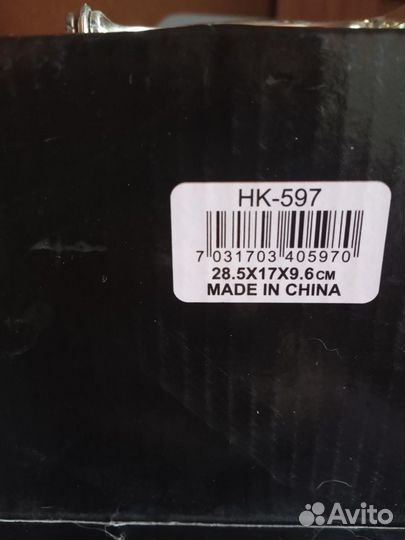 HK-597
7 031703 405970
28.5X17X9.6CM
MADE IN CHINA
Avito